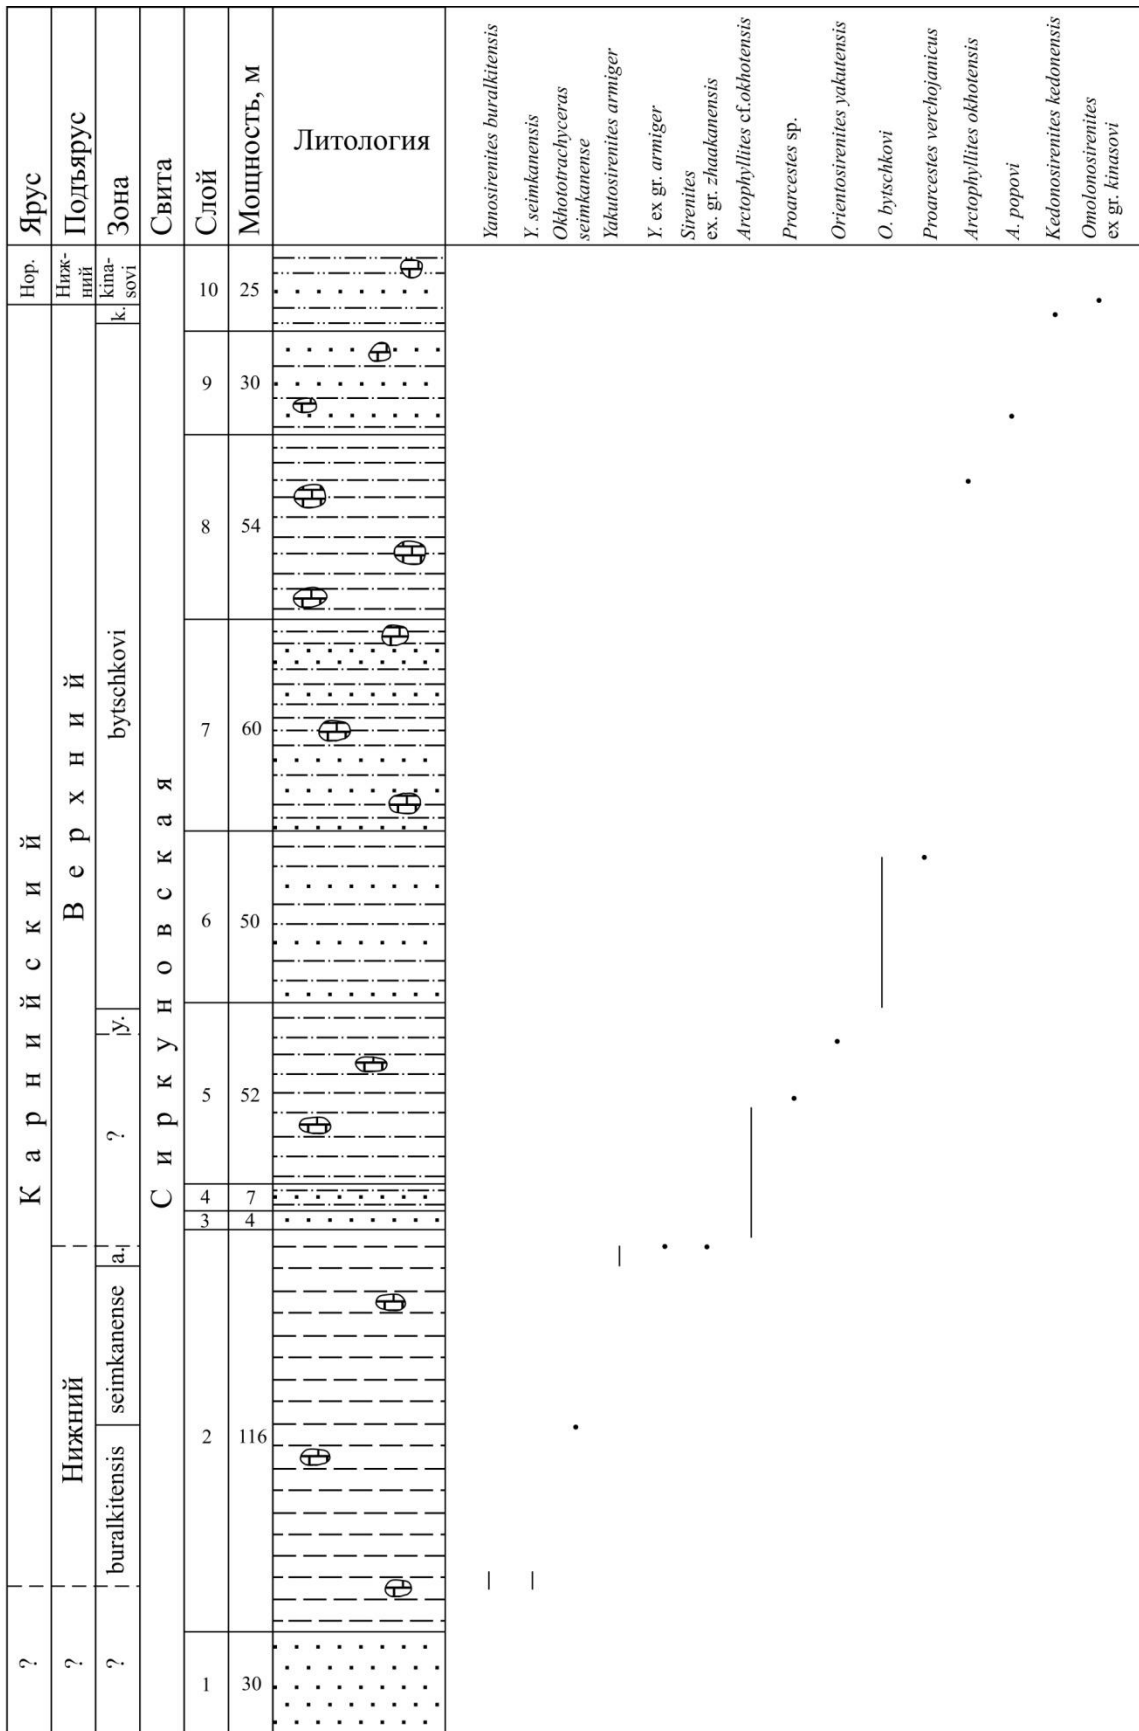 Ярус
Подъярус
Зона
Свита
Слой
Мощность, м
Литология
Yanosirenites buralkitensis
Y. seimkanensis
Okhototrachyceras
seimkanense
Yakutosirenites armiger
Y. ex gr. armiger
Sirenites
ex. gr. zhaakanensis
Arctophyllites cf.okhotensis
Proarcestes sp.
Orientosirenites yakutensis
O. bytschkovi
Proarcestes verchojanicus
Arctophyllites okhotensis
A. popovi
Kedonosirenites kedonensis
Omolonosirenites
ex gr. kinasovi
Нор.
Ниж-
ний
kina-
sovi
k.
10
25
9
30
8
54
bytschkovi
Верхний
7
60
Карнийский
Сиркуновская
6
50
y.
5
52
?
4
7
3
4
a.
seimkanense
Нижний
2
116
buralkitensis
?
?
?
1
30